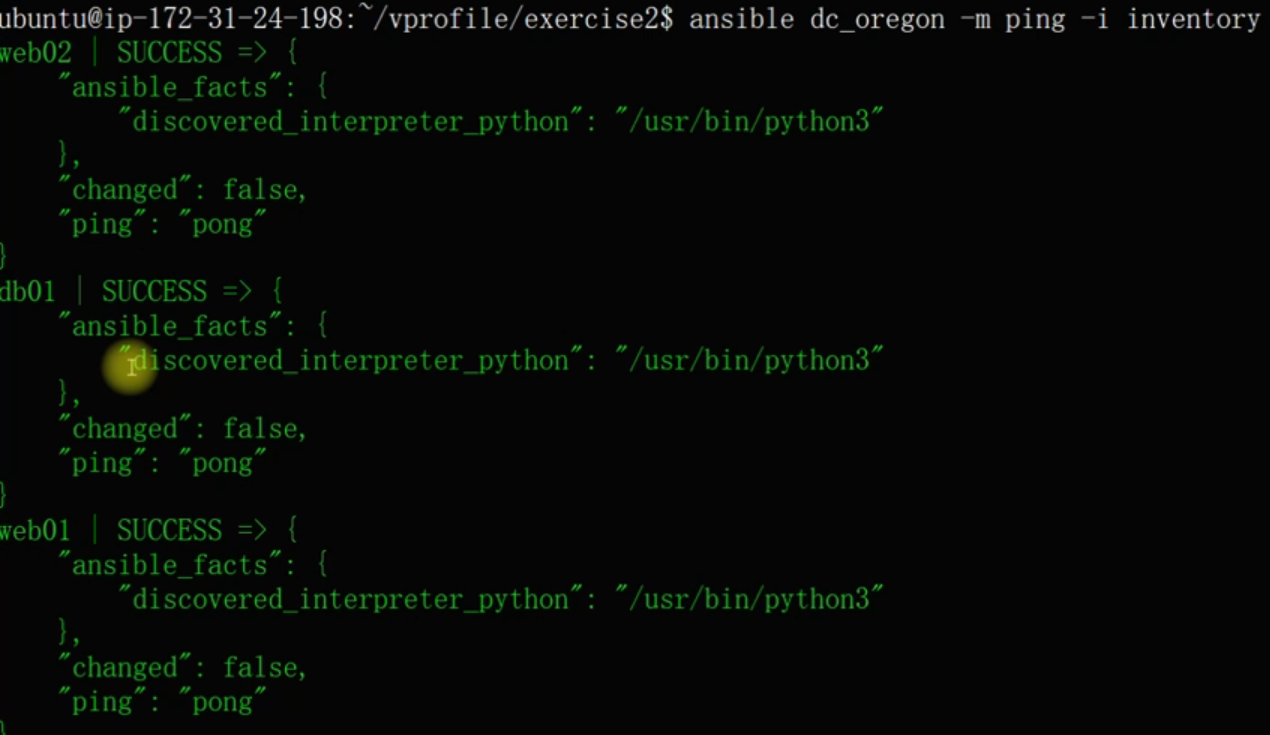 ubuntu@ip-172-31-24-198:~/vprofile/exercise2$ ansible dc_oregon -m ping -i inventory
web02 | SUCCESS => {
    "ansible_facts": {
        "discovered_interpreter_python": "/usr/bin/python3"
    },
    "changed": false,
    "ping": "pong"
}
db01 | SUCCESS => {
    "ansible_facts": {
        "discovered_interpreter_python": "/usr/bin/python3"
    },
    "changed": false,
    "ping": "pong"
}
web01 | SUCCESS => {
    "ansible_facts": {
        "discovered_interpreter_python": "/usr/bin/python3"
    },
    "changed": false,
    "ping": "pong"
}